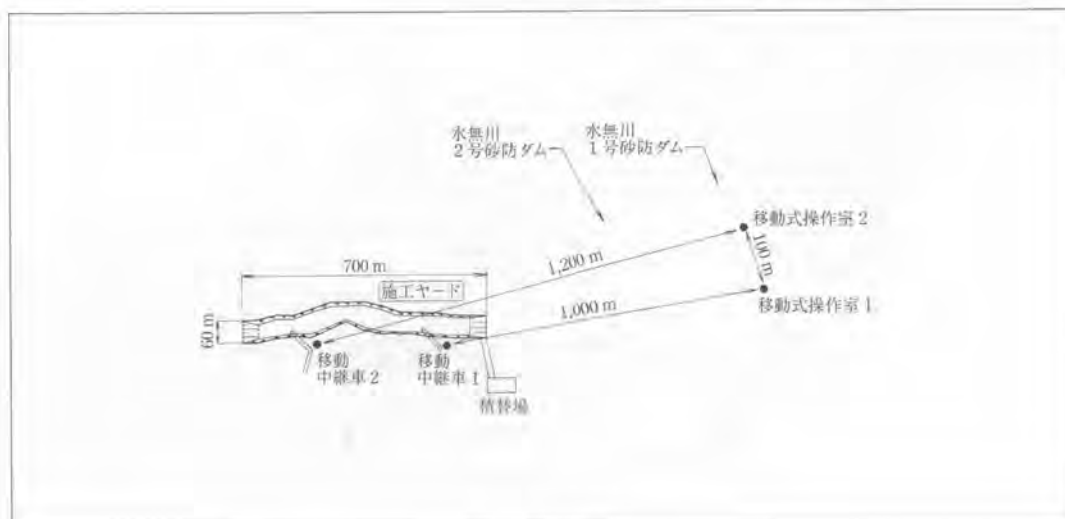 水無川
2号砂防ダム
水無川
1号砂防ダム
移動式操作室2
100 m
1,200 m
700 m
施工ヤード
移動式操作室1
1,000 m
60 m
移動
中継車2
移動
中継車1
積替場